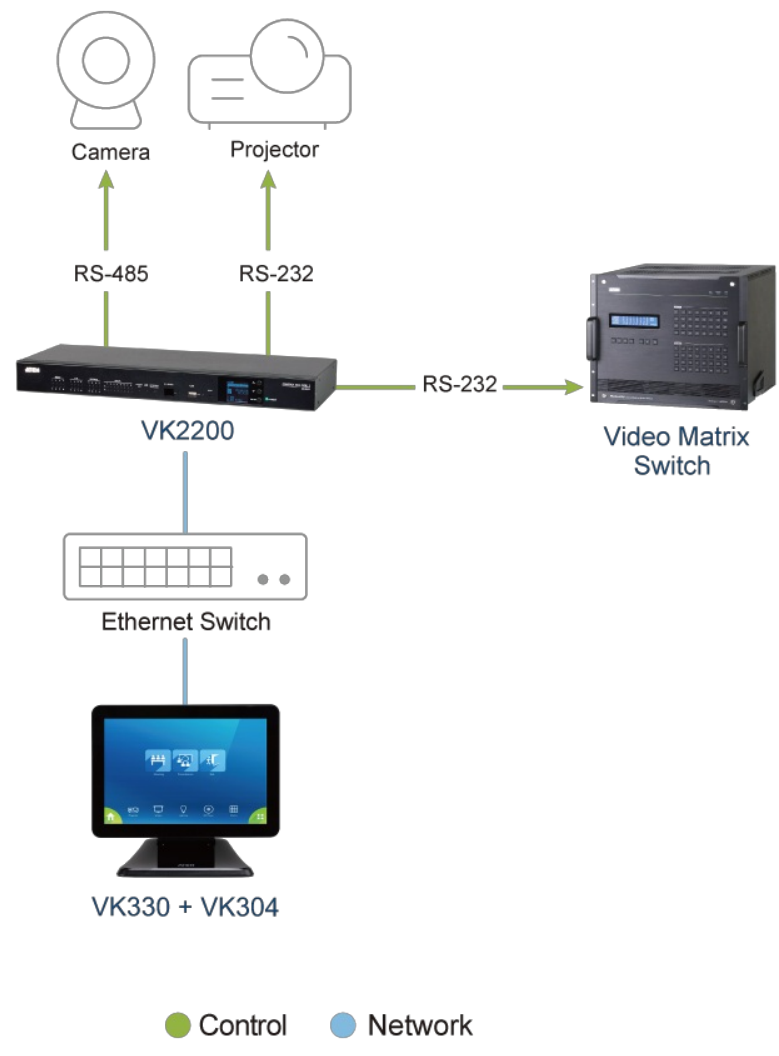 Camera
Projector
RS-485
RS-232
RS-232
VK2200
Video Matrix
Switch
Ethernet Switch
VK330 + VK304
Control
Network